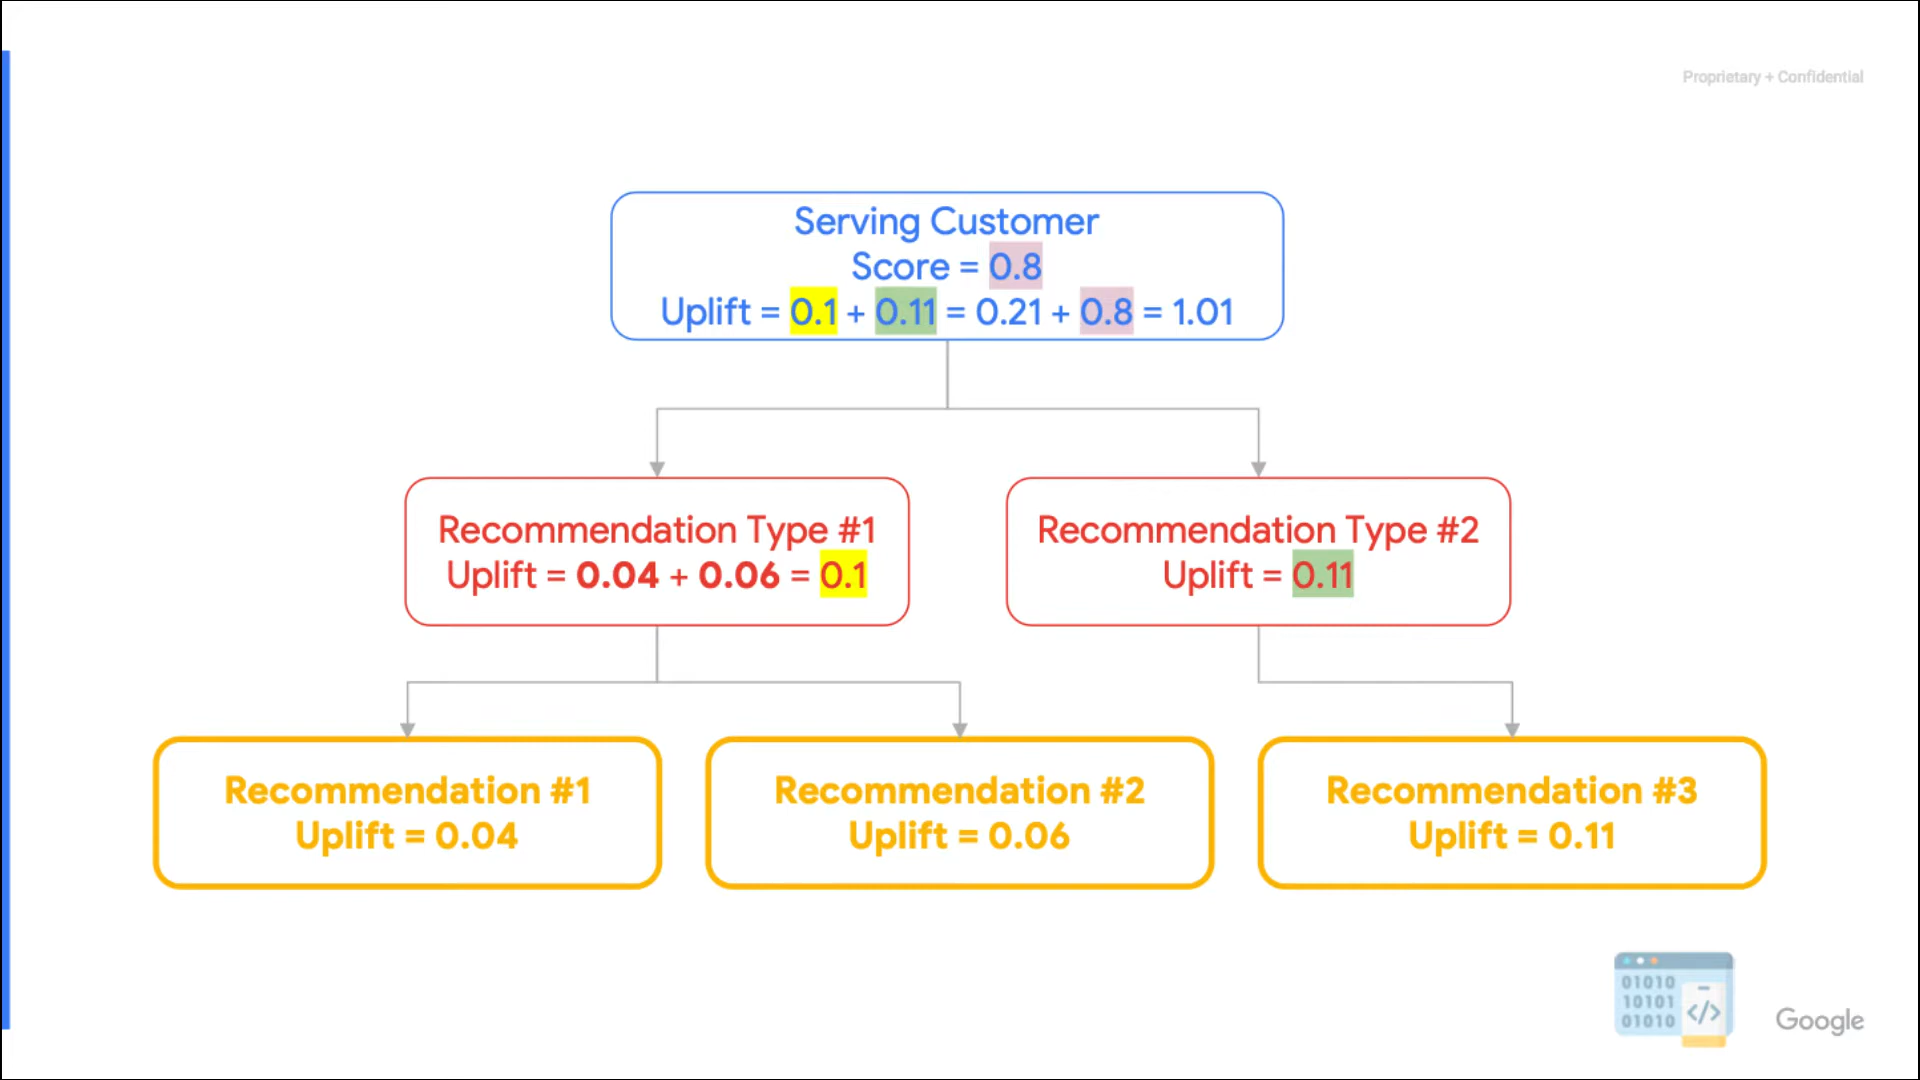 Proprietary + Confidential
Serving Customer
Score = 0.8
Uplift = 0.1 + 0.11 = 0.21 + 0.8 = 1.01
Recommendation Type #1
Uplift = 0.04 + 0.06 = 0.1
Recommendation Type #2
Uplift = 0.11
Recommendation #1
Uplift = 0.04
Recommendation #2
Uplift = 0.06
Recommendation #3
Uplift = 0.11
01010
10101
01010
</>
Google